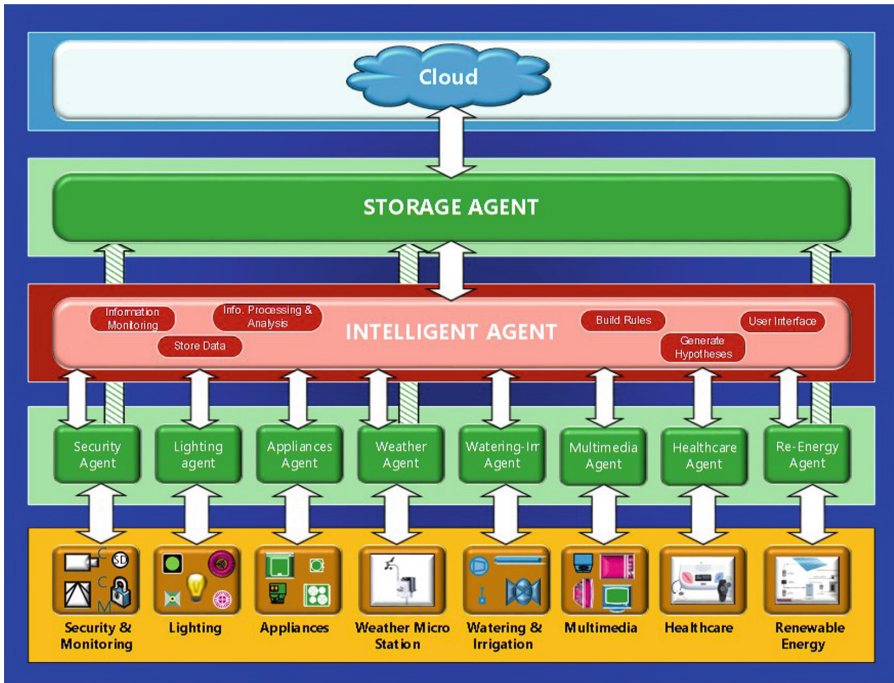 Cloud
STORAGE AGENT
Information
Monitoring
Info. Processing &
Analysis
Store Data
INTELLIGENT AGENT
Build Rules
Generate
Hypotheses
User Interface
Security
Agent
Lighting
agent
Appliances
Agent
Weather
Agent
Watering-Irr
Agent
Multimedia
Agent
Healthcare
Agent
Re-Energy
Agent
C
SD
C
M
Security &
Monitoring
Lighting
Appliances
Weather Micro
Station
Watering &
Irrigation
Multimedia
Healthcare
Renewable
Energy